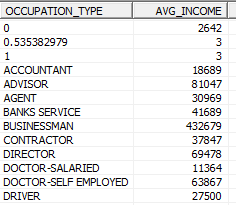 OCCUPATION_TYPE AVG_INCOME
0 2642
0.535382979 3
1 3
ACCOUNTANT 18689
ADVISOR 81047
AGENT 30969
BANKS SERVICE 41689
BUSINESSMAN 432679
CONTRACTOR 37847
DIRECTOR 69478
DOCTOR-SALARIED 11364
DOCTOR-SELF EMPLOYED 63867
DRIVER 27500